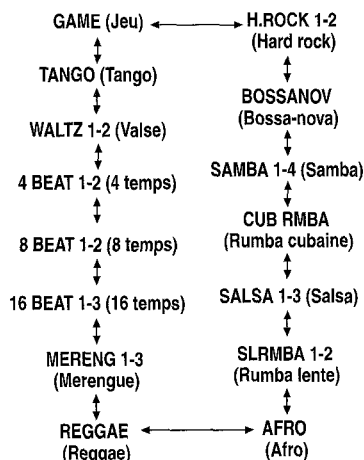 GAME (Jeu)
TANGO (Tango)
WALTZ 1-2 (Valse)
4 BEAT 1-2 (4 temps)
8 BEAT 1-2 (8 temps)
16 BEAT 1-3 (16 temps)
MERENG 1-3
(Merengue)
REGGAE
(Reggae)
H.ROCK 1-2
(Hard rock)
BOSSANOV
(Bossa-nova)
SAMBA 1-4 (Samba)
CUB RMBA
(Rumba cubaine)
SALSA 1-3 (Salsa)
SLRMBA 1-2
(Rumba lente)
AFRO
(Afro)